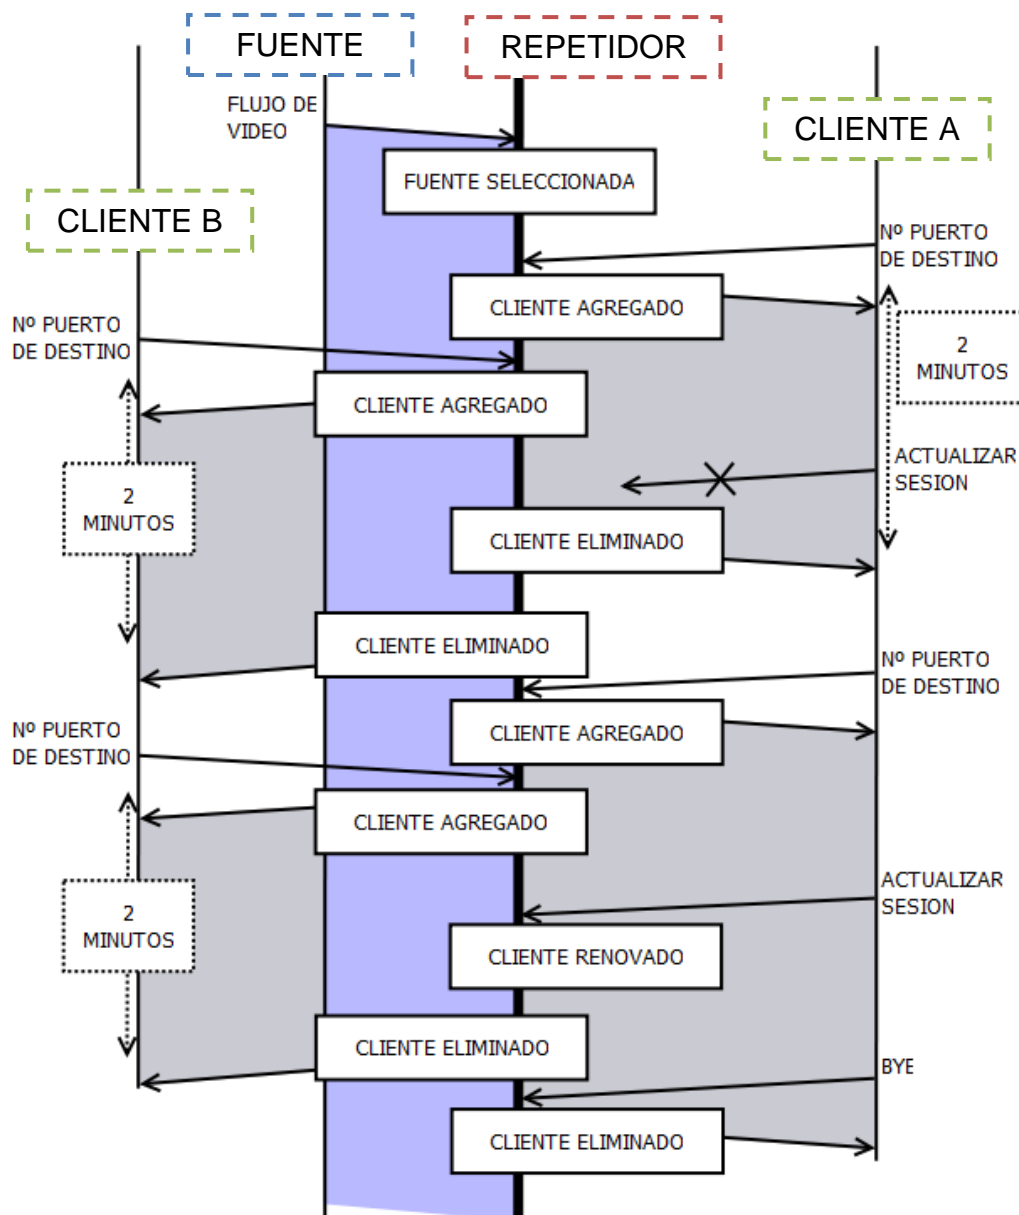 FUENTE
REPETIDOR
FLUJO DE
VIDEO
CLIENTE A
FUENTE SELECCIONADA
CLIENTE B
Nº PUERTO
DE DESTINO
CLIENTE AGREGADO
Nº PUERTO
DE DESTINO
2
MINUTOS
CLIENTE AGREGADO
ACTUALIZAR
SESION
2
MINUTOS
CLIENTE ELIMINADO
CLIENTE ELIMINADO
Nº PUERTO
DE DESTINO
CLIENTE AGREGADO
Nº PUERTO
DE DESTINO
CLIENTE AGREGADO
ACTUALIZAR
SESION
2
MINUTOS
CLIENTE RENOVADO
CLIENTE ELIMINADO
BYE
CLIENTE ELIMINADO